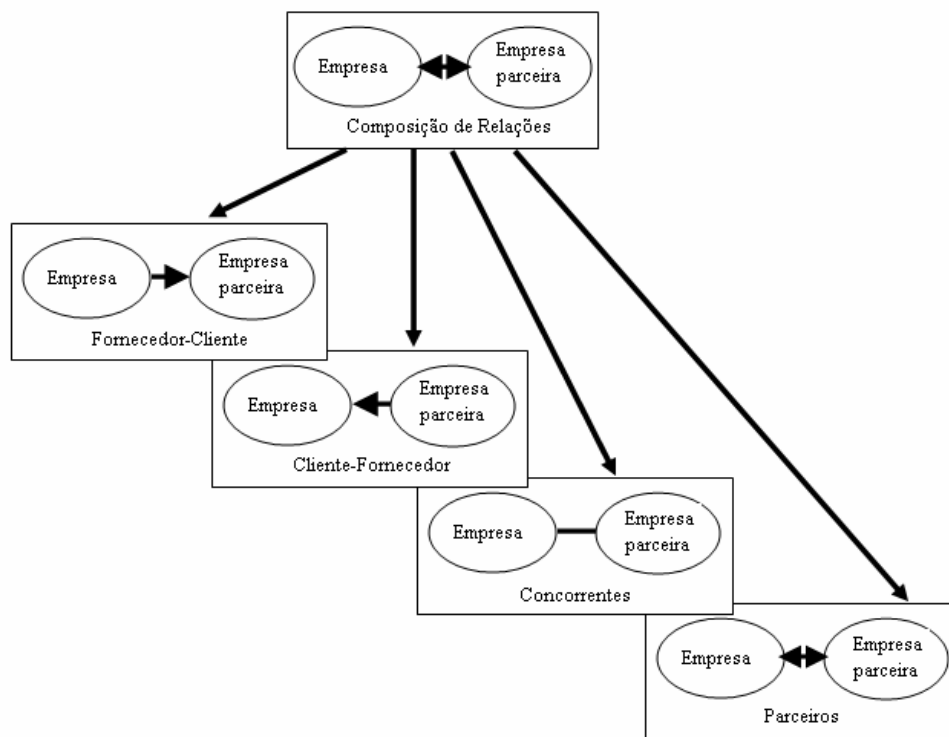 Empresa
Empresa
parceira
Composição de Relações
Empresa
Empresa
parceira
Fornecedor-Cliente
Empresa
Empresa
parceira
Cliente-Fornecedor
Empresa
Empresa
parceira
Concorrentes
Empresa
Empresa
parceira
Parceiros